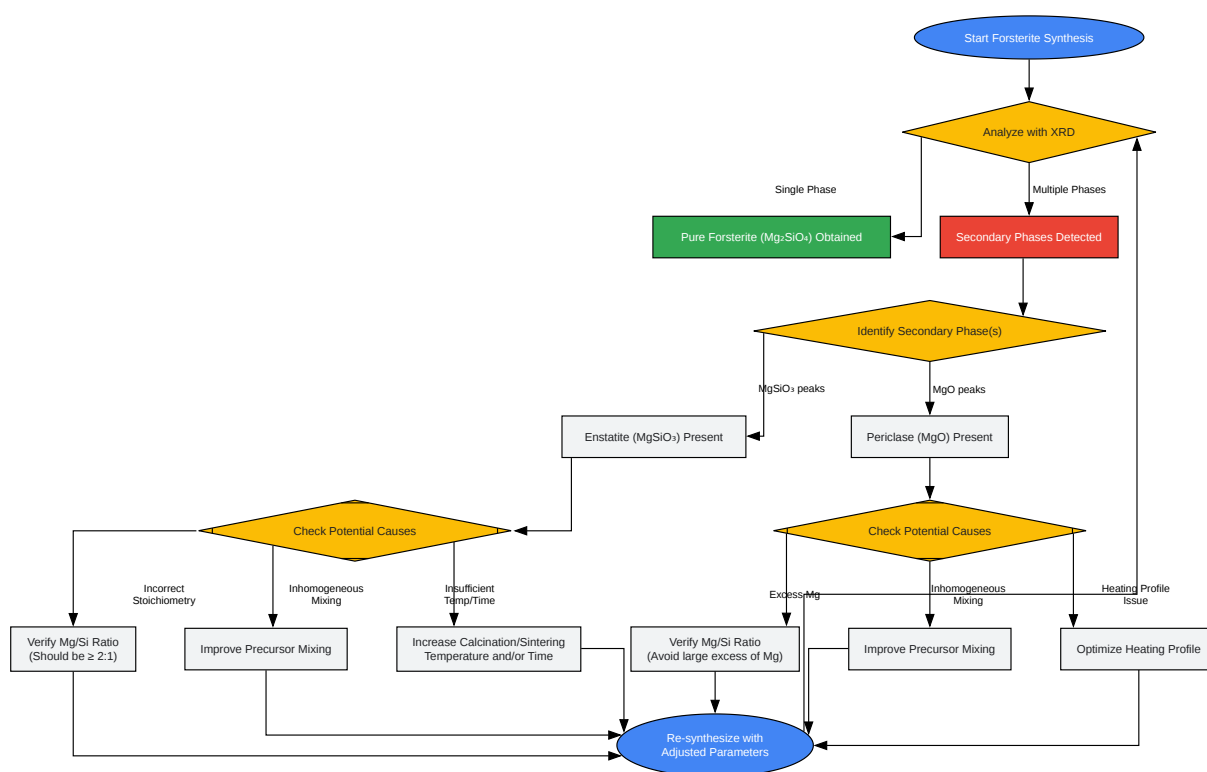 Start Forsterite Synthesis
Analyze with XRD
Single Phase
Multiple Phases
Pure Forsterite (Mg₂SiO₄) Obtained
Secondary Phases Detected
Identify Secondary Phase(s)
MgSiO₃ peaks
MgO peaks
Enstatite (MgSiO₃) Present
Periclase (MgO) Present
Check Potential Causes
Check Potential Causes
Incorrect
Stoichiometry
Inhomogeneous
Mixing
Insufficient
Temp/Time
Excess Mg
Inhomogeneous
Mixing
Heating Profile
Issue
Verify Mg/Si Ratio
(Should be ≥ 2:1)
Improve Precursor Mixing
Increase Calcination/Sintering
Temperature and/or Time
Verify Mg/Si Ratio
(Avoid large excess of Mg)
Improve Precursor Mixing
Optimize Heating Profile
Re-synthesize with
Adjusted Parameters